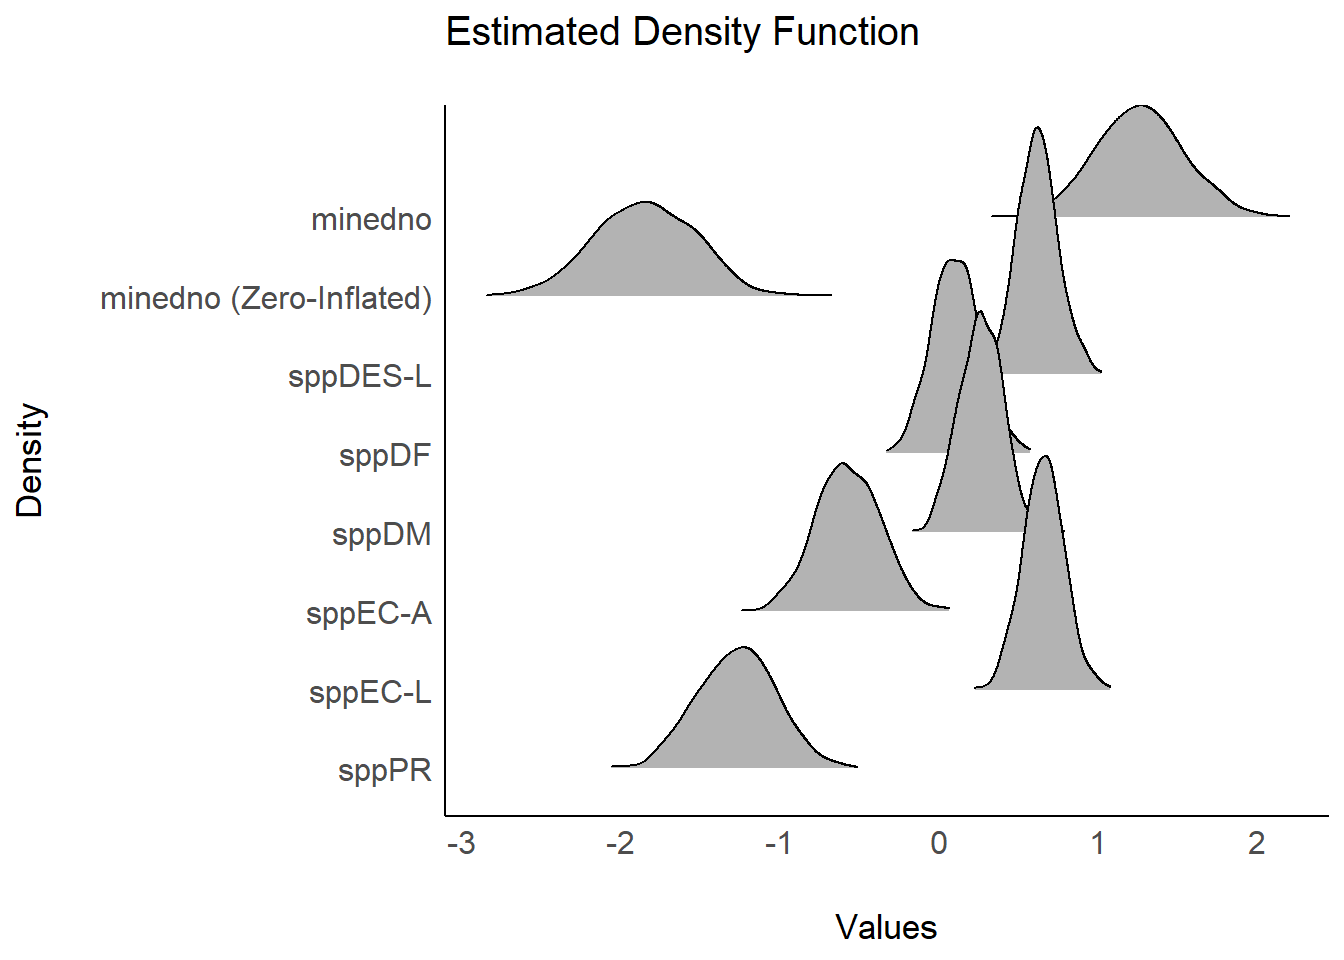 Estimated Density Function
minedno
minedno (Zero-Inflated)
sppDES-L
sppDF
sppDM
sppEC-A
sppEC-L
sppPR
Density
-3 -2 -1 0 1 2
Values